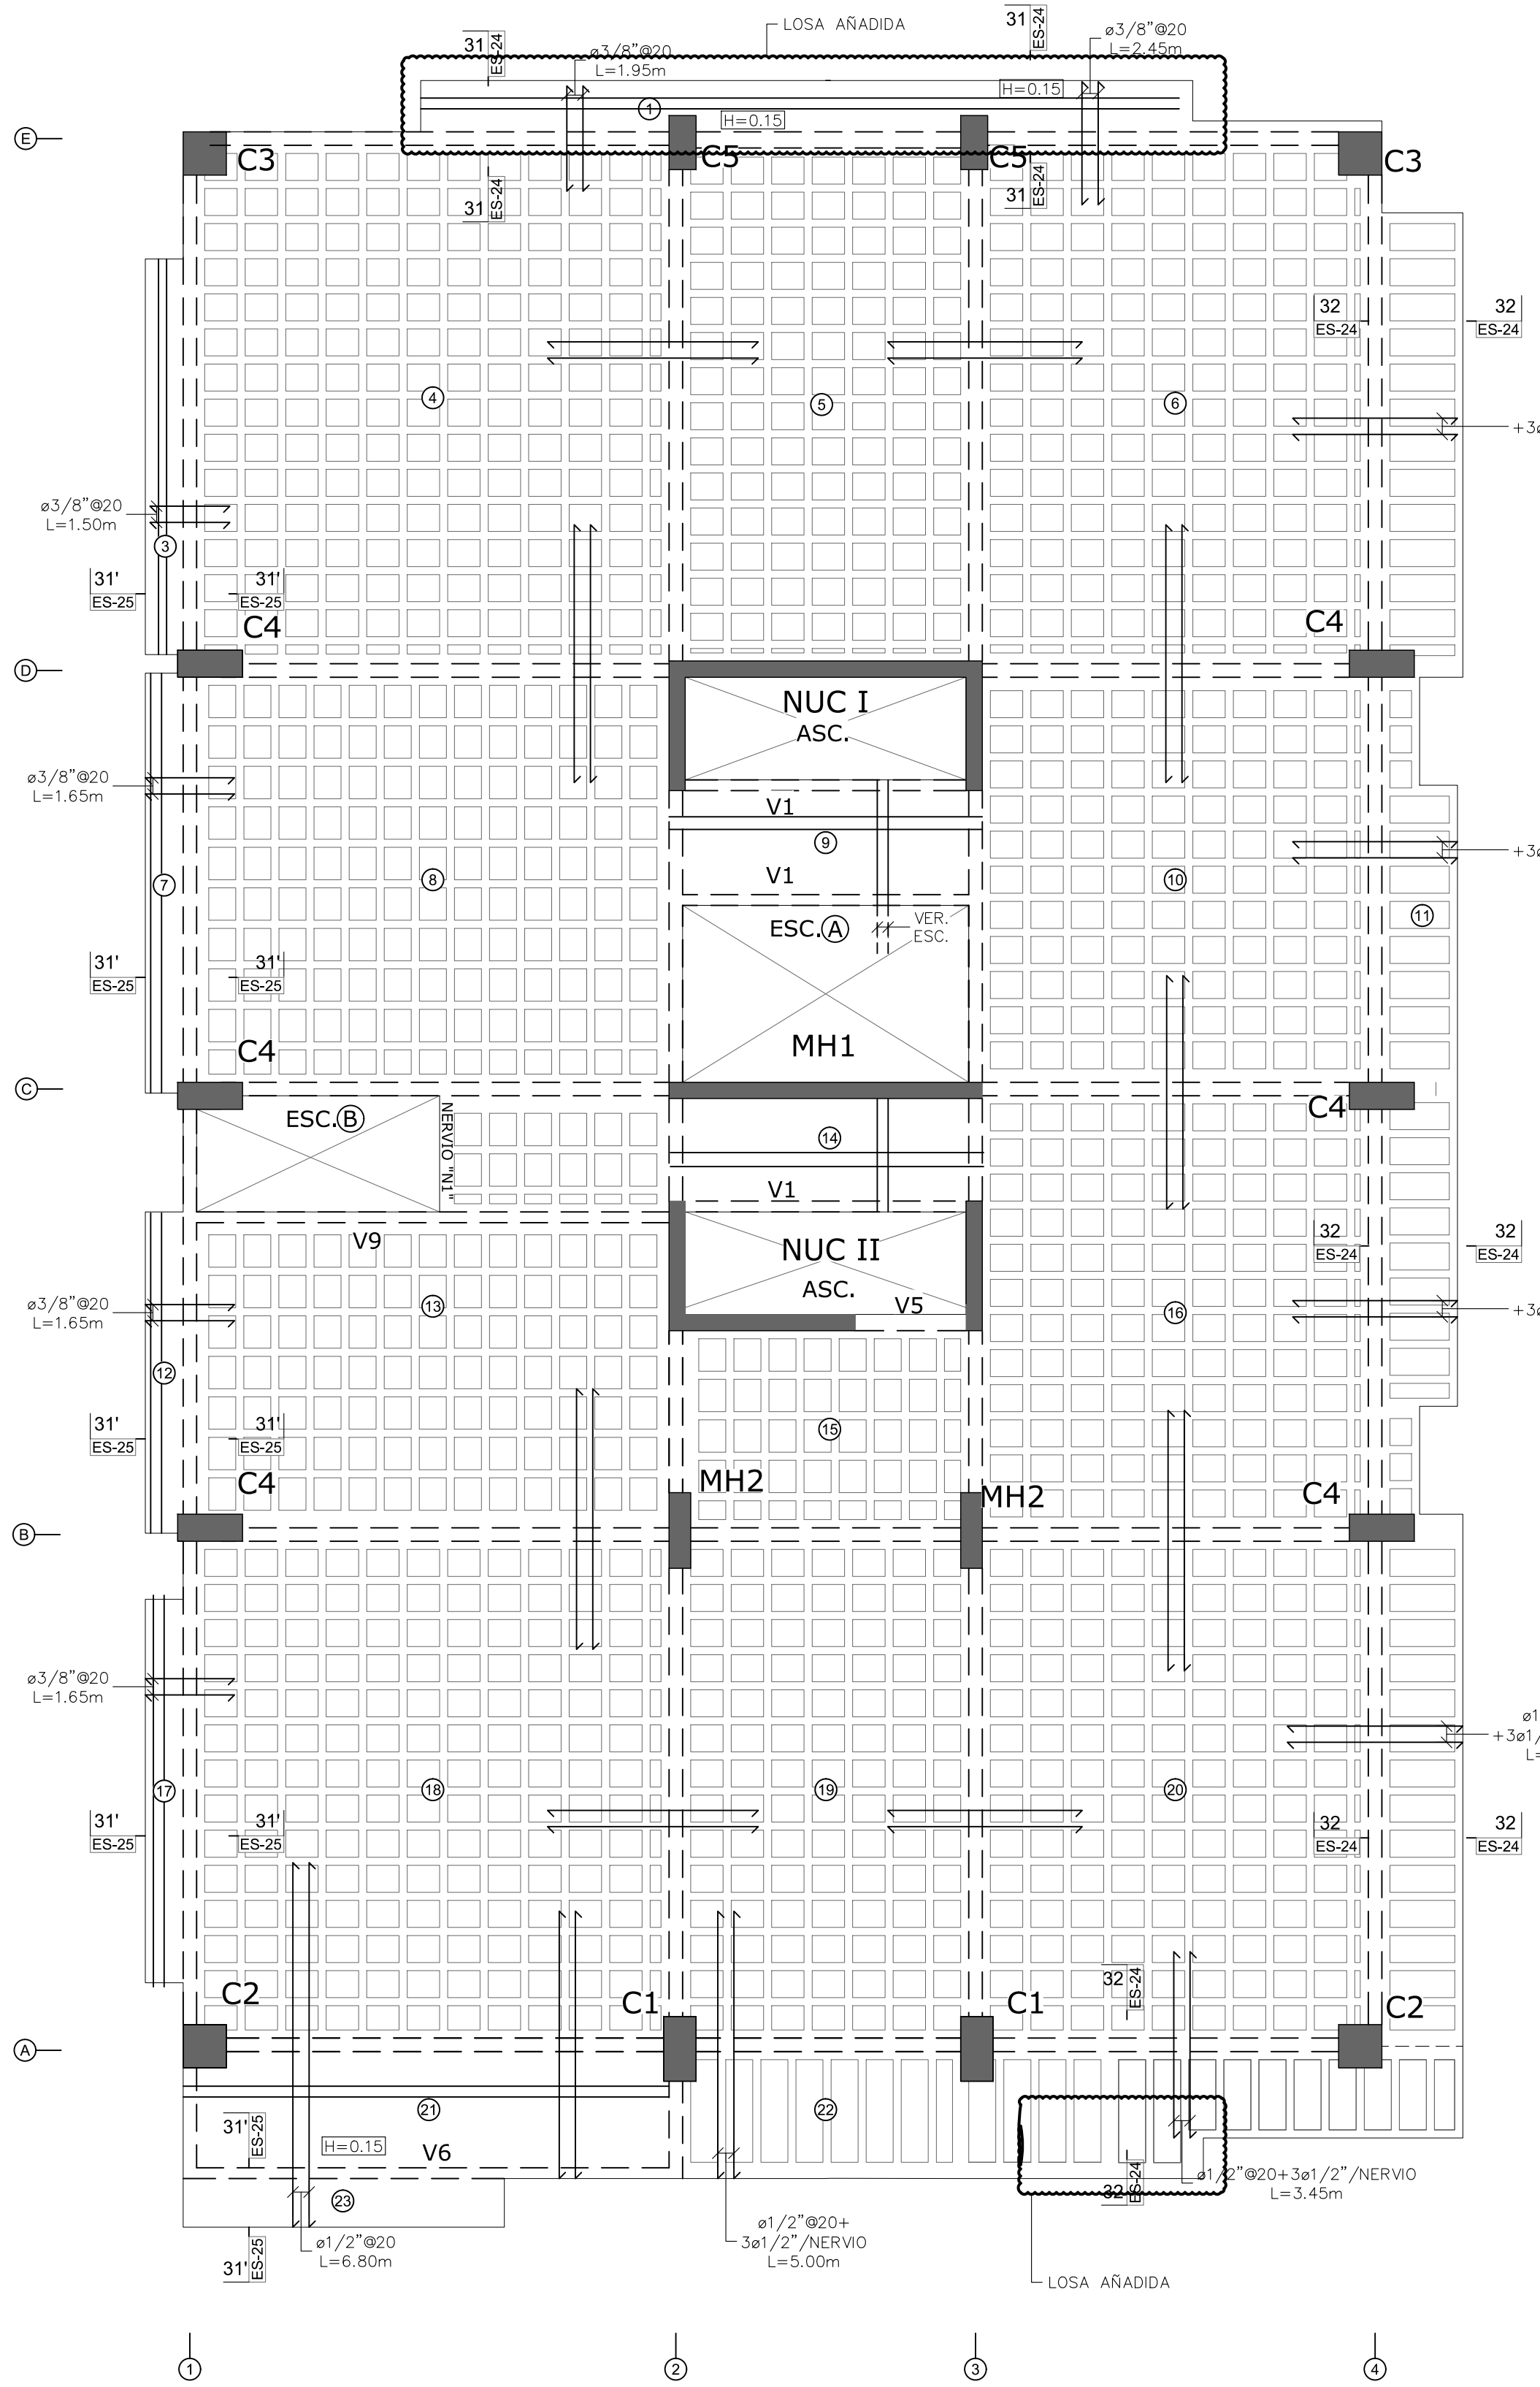 LOSA AÑADIDA
31
ES-24
31
ES-24
ø3/8"@20
L=1.95m
ø3/8"@20
L=2.45m
H=0.15
1
H=0.15
E
C3
C5
C5
C3
31
ES-24
31
ES-24
32
ES-24
32
ES-24
4
5
6
+3ø
ø3/8"@20
L=1.50m
3
31'
ES-25
31'
ES-25
C4
C4
D
NUC I
ASC.
ø3/8"@20
L=1.65m
V1
9
+3ø
V1
7
8
10
11
ESC. A
VER.
ESC.
31'
ES-25
31'
ES-25
MH1
C4
C
C4
ESC. B
NERVIO "N1"
14
V1
V9
NUC II
ASC.
32
ES-24
32
ES-24
V5
ø3/8"@20
L=1.65m
13
16
+3ø
12
31'
ES-25
31'
ES-25
15
C4
MH2
MH2
C4
B
ø3/8"@20
L=1.65m
ø1
+3ø1/
L=
17
18
19
20
31'
ES-25
31'
ES-25
32
ES-24
32
ES-24
C2
C1
C1
32
ES-24
C2
A
21
22
31'
ES-25
H=0.15
V6
32
ES-24
ø1/2"@20+3ø1/2"/NERVIO
L=3.45m
23
ø1/2"@20
L=6.80m
ø1/2"@20+
3ø1/2"/NERVIO
L=5.00m
31'
ES-25
LOSA AÑADIDA
1
2
3
4